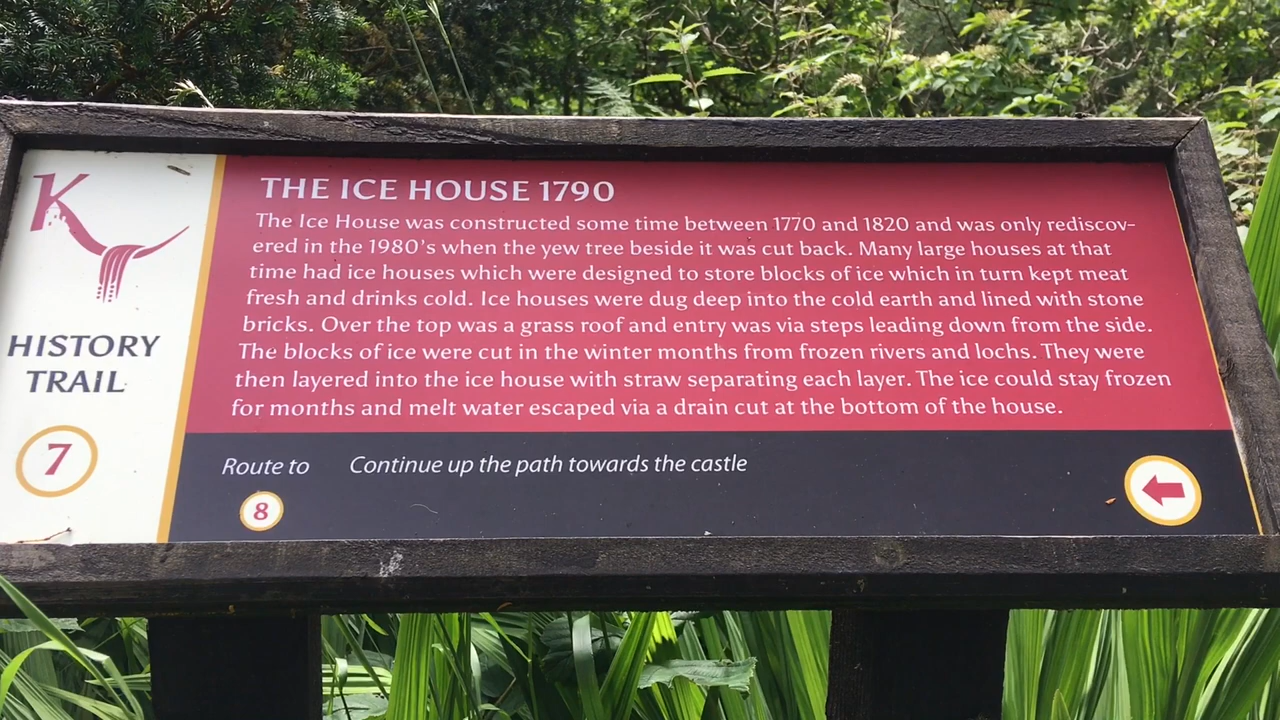 K
HISTORY
TRAIL
7
THE ICE HOUSE 1790
The Ice House was constructed some time between 1770 and 1820 and was only rediscov-
ered in the 1980's when the yew tree beside it was cut back. Many large houses at that
time had ice houses which were designed to store blocks of ice which in turn kept meat
fresh and drinks cold. Ice houses were dug deep into the cold earth and lined with stone
bricks. Over the top was a grass roof and entry was via steps leading down from the side.
The blocks of ice were cut in the winter months from frozen rivers and lochs. They were
then layered into the ice house with straw separating each layer. The ice could stay frozen
for months and melt water escaped via a drain cut at the bottom of the house.
Route to Continue up the path towards the castle
8